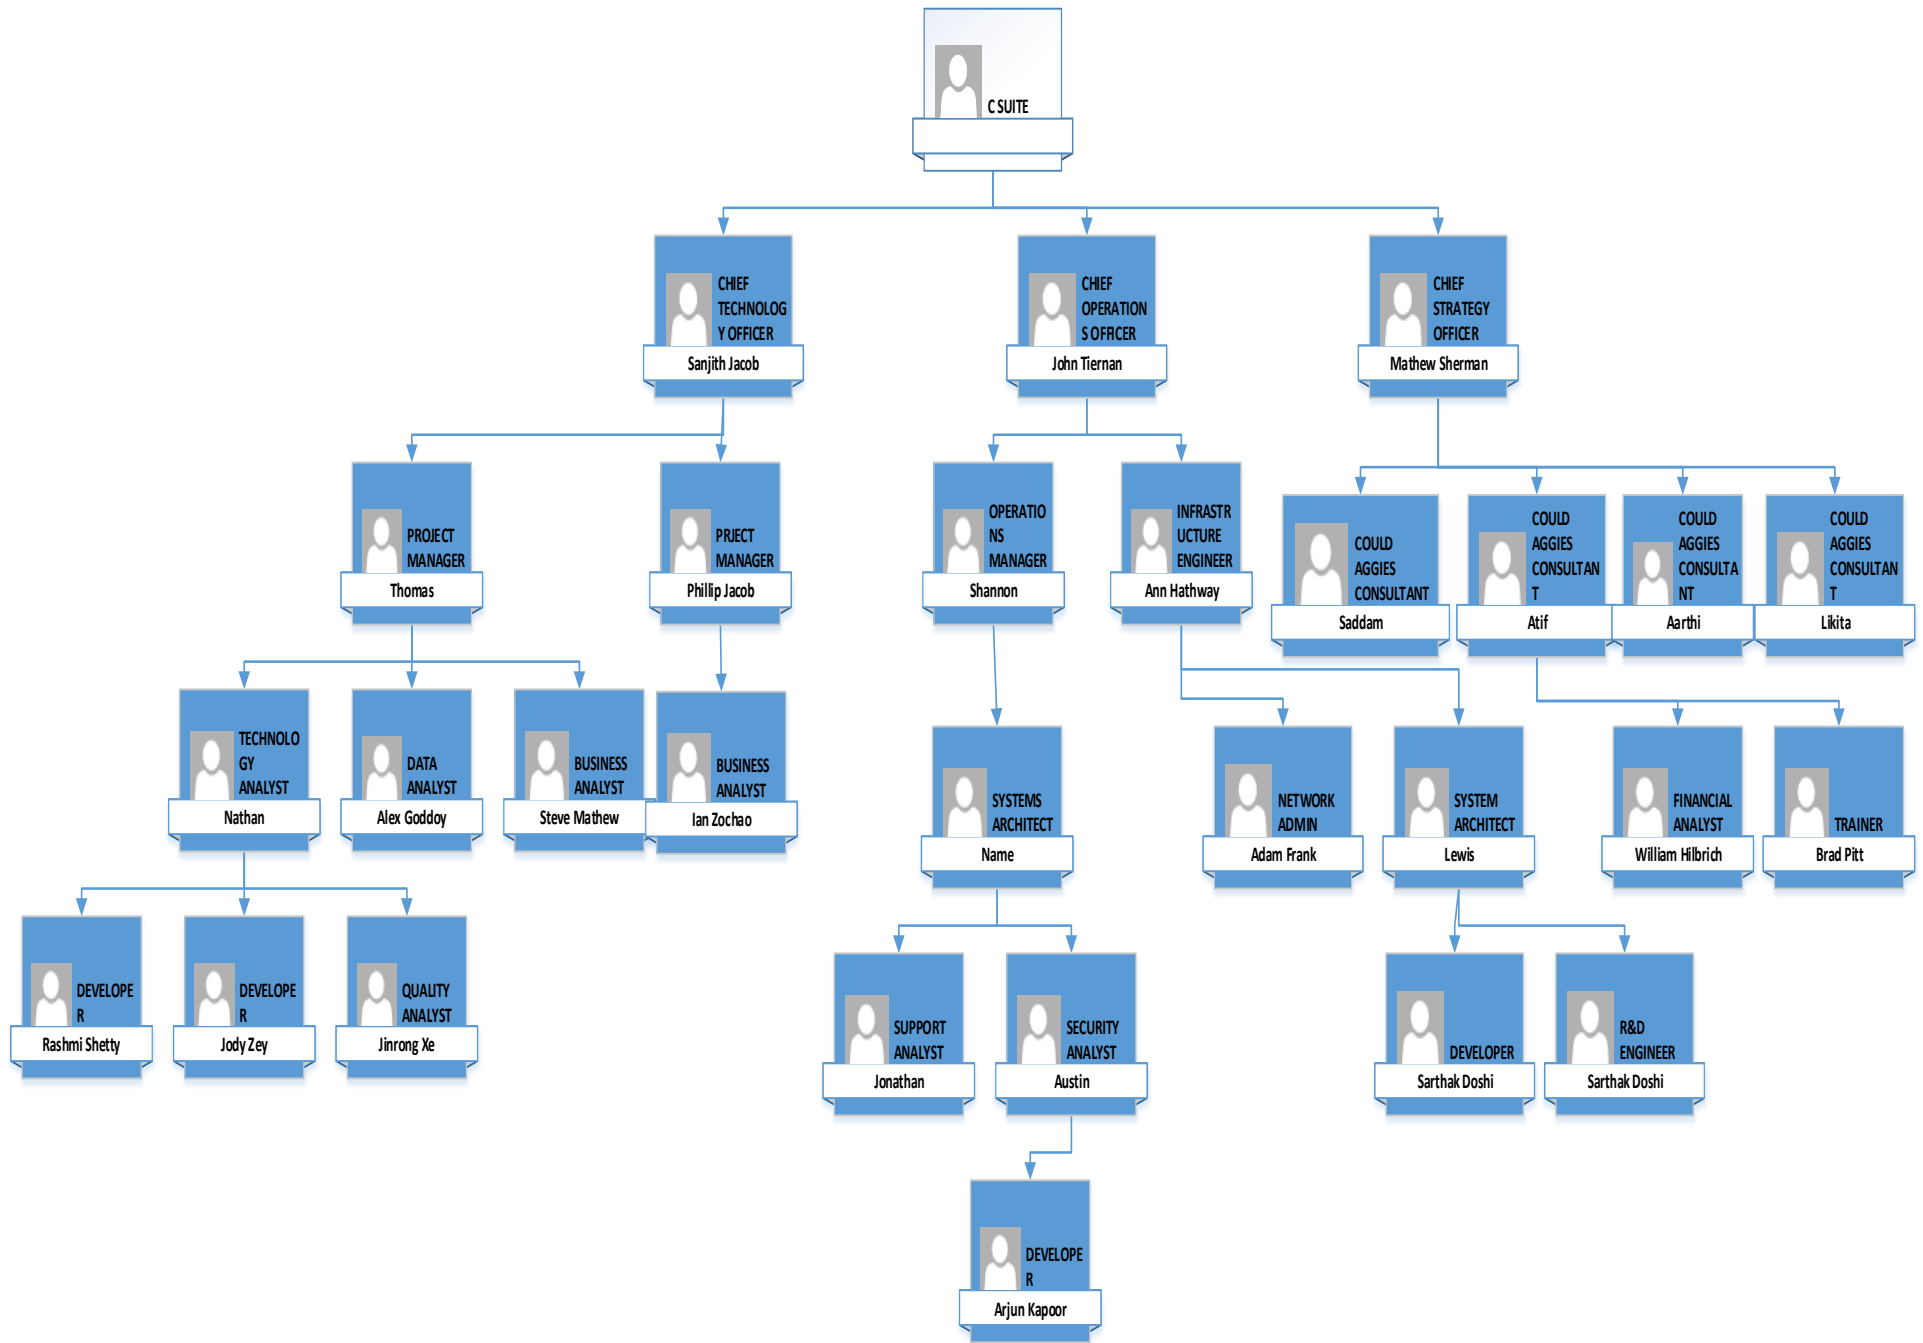 C SUITE
CHIEF
TECHNOLOG
Y OFFICER
Sanjith Jacob
CHIEF
OPERATION
S OFFICER
John Tiernan
CHIEF
STRATEGY
OFFICER
Mathew Sherman
PROJECT
MANAGER
Thomas
PRJECT
MANAGER
Phillip Jacob
OPERATIO
NS
MANAGER
Shannon
INFRASTR
UCTURE
ENGINEER
Ann Hathway
COULD
AGGIES
CONSULTANT
Saddam
COULD
AGGIES
CONSULTAN
T
Atif
COULD
AGGIES
CONSULTA
NT
Aarthi
COULD
AGGIES
CONSULTAN
T
Likita
TECHNOLO
GY
ANALYST
Nathan
DATA
ANALYST
Alex Goddoy
BUSINESS
ANALYST
Steve Mathew
BUSINESS
ANALYST
Ian Zochao
SYSTEMS
ARCHITECT
Name
NETWORK
ADMIN
Adam Frank
SYSTEM
ARCHITECT
Lewis
FINANCIAL
ANALYST
William Hilbrich
TRAINER
Brad Pitt
DEVELOPE
R
Rashmi Shetty
DEVELOPE
R
Jody Zey
QUALITY
ANALYST
Jinrong Xe
SUPPORT
ANALYST
Jonathan
SECURITY
ANALYST
Austin
DEVELOPER
Sarthak Doshi
R&D
ENGINEER
Sarthak Doshi
DEVELOPE
R
Arjun Kapoor